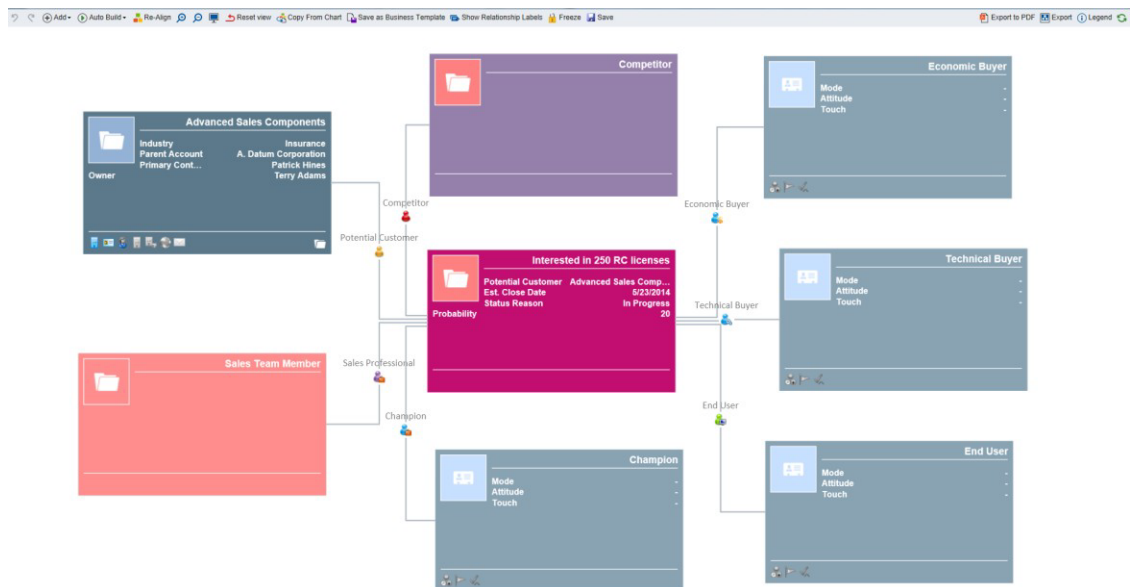 Add Auto Build Re-Align Reset view Copy From Chart Save as Business Template Show Relationship Labels Freeze Save Export to PDF Export Legend
Competitor
Economic Buyer
Mode -
Attitude -
Touch -
Advanced Sales Components
Industry Insurance
Parent Account A. Datum Corporation
Primary Cont... Patrick Hines
Owner Terry Adams
Competitor
Economic Buyer
Potential Customer
Interested in 250 RC licenses
Potential Customer Advanced Sales Comp...
Est. Close Date 5/23/2014
Status Reason In Progress
Probability 20
Technical Buyer
Mode -
Attitude -
Touch -
Technical Buyer
Sales Team Member
Sales Professional
Champion
End User
Champion
Mode -
Attitude -
Touch -
End User
Mode -
Attitude -
Touch -